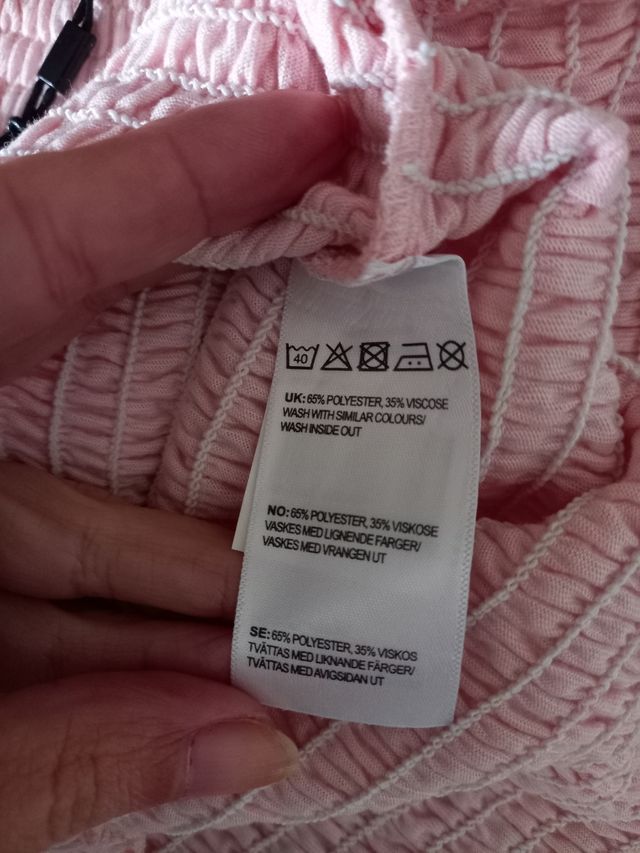 40
UK: 65% POLYESTER, 35% VISCOSE
WASH WITH SIMILAR COLOURS/
WASH INSIDE OUT
NO: 65% POLYESTER, 35% VISKOSE
VASKES MED LIGNENDE FARGER/
VASKES MED VRANGEN UT
SE: 65% POLYESTER, 35% VISKOS
TVÄTTAS MED LIKNANDE FÄRGER/
TVÄTTAS MED AVIGSIDAN UT